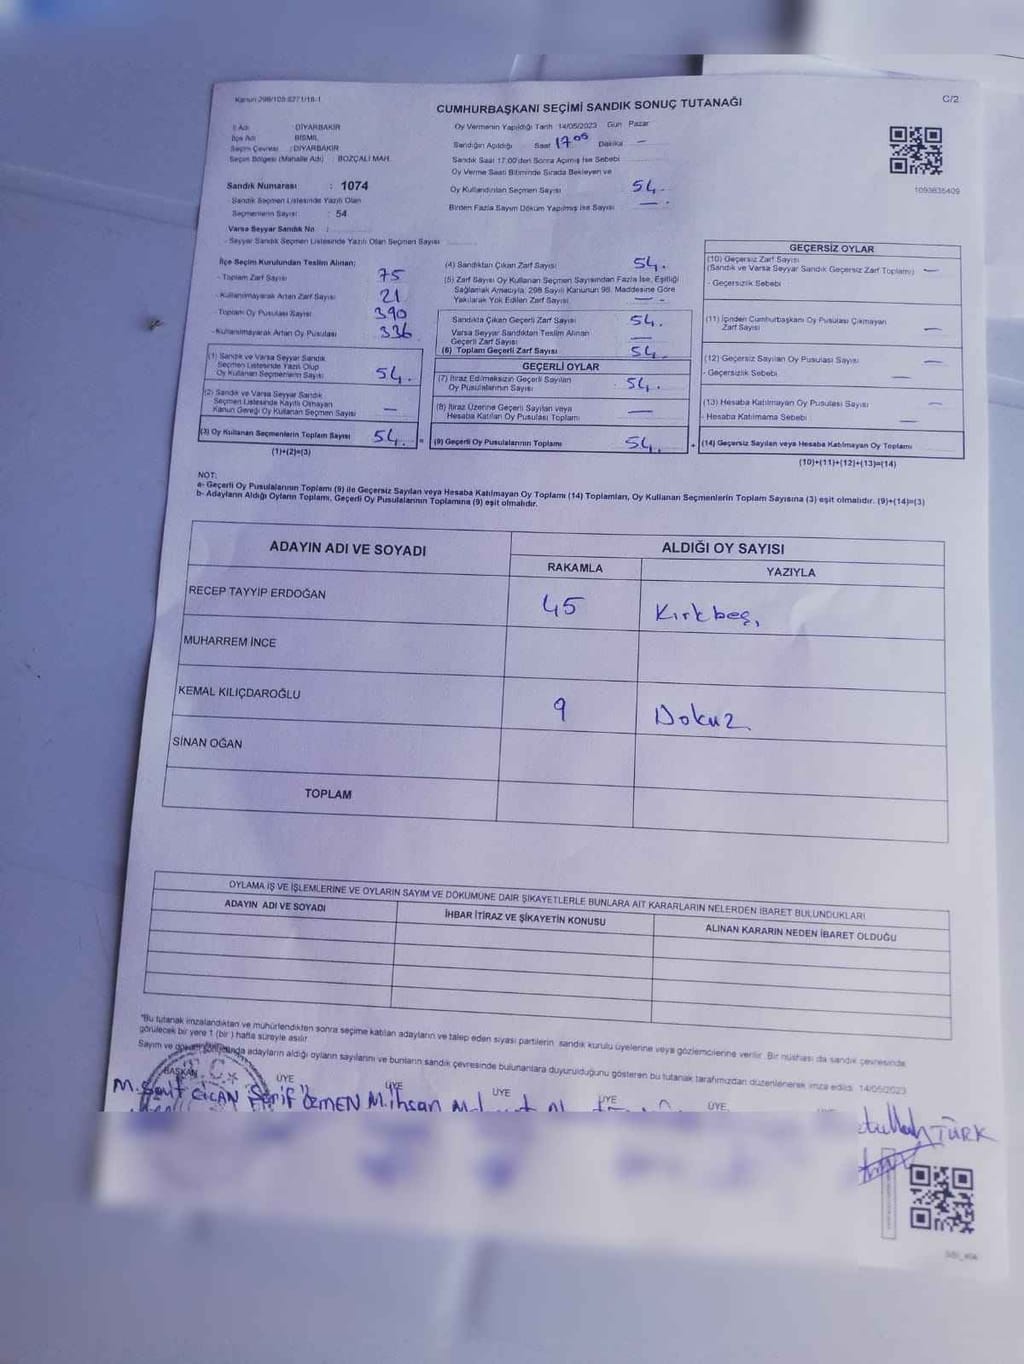 Kanun 298/105-8271/18-1
C/2
CUMHURBAŞKANI SEÇİMİ SANDIK SONUÇ TUTANAĞI
İl Adı : DİYARBAKIR
İlçe Adı : BİSMİL
Seçim Çevresi : DİYARBAKIR
Seçim Bölgesi (Mahalle Adı) : BOZÇALI MAH.
Sandık Numarası : 1074
Sandık Seçmen Listesinde Yazılı Olan
Seçmenlerin Sayısı : 54
Varsa Seyyar Sandık No :
- Seyyar Sandık Seçmen Listesinde Yazılı Olan Seçmen Sayısı
Oy Vermenin Yapıldığı Tarih 14/05/2023 Gün Pazar
Sandığın Açıldığı Saat 17 05 Dakika —
Sandık Saat 17:00'den Sonra Açılmış İse Sebebi
Oy Verme Saati Bitiminde Sırada Bekleyen ve
Oy Kullandırılan Seçmen Sayısı 54.-
Birden Fazla Sayım Döküm Yapılmış İse Sayısı —.
1093635409
İlçe Seçim Kurulundan Teslim Alınan;
- Toplam Zarf Sayısı 75
- Kullanılmayarak Artan Zarf Sayısı 21
- Toplam Oy Pusulası Sayısı 390
- Kullanılmayarak Artan Oy Pusulası 336
(1) Sandık ve Varsa Seyyar Sandık
Seçmen Listesinde Yazılı Olup
Oy Kullanan Seçmenlerin Sayısı 54.
(2) Sandık ve Varsa Seyyar Sandık
Seçmen Listesinde Kayıtlı Olmayan
Kanun Gereği Oy Kullanan Seçmen Sayısı —
(3) Oy Kullanan Seçmenlerin Toplam Sayısı 54. =
(1)+(2)=(3)
(4) Sandıktan Çıkan Zarf Sayısı 54.
(5) Zarf Sayısı Oy Kullanan Seçmen Sayısından Fazla İse, Eşitliği
Sağlamak Amacıyla, 298 Sayılı Kanunun 98. Maddesine Göre
Yakılarak Yok Edilen Zarf Sayısı — -
Sandıkta Çıkan Geçerli Zarf Sayısı 54.
Varsa Seyyar Sandıktan Teslim Alınan
Geçerli Zarf Sayısı —
(6) Toplam Geçerli Zarf Sayısı 54.
GEÇERLİ OYLAR
(7) İtiraz Edilmeksizin Geçerli Sayılan
Oy Pusulalarının Sayısı 54.
(8) İtiraz Üzerine Geçerli Sayılan veya
Hesaba Katılan Oy Pusulası Toplamı —
(9) Geçerli Oy Pusulalarının Toplamı 54. +
GEÇERSİZ OYLAR
(10) Geçersiz Zarf Sayısı
(Sandık ve Varsa Seyyar Sandık Geçersiz Zarf Toplamı) —
- Geçersizlik Sebebi
(11) İçinden Cumhurbaşkanı Oy Pusulası Çıkmayan
Zarf Sayısı —
(12) Geçersiz Sayılan Oy Pusulası Sayısı —
- Geçersizlik Sebebi —
(13) Hesaba Katılmayan Oy Pusulası Sayısı —
- Hesaba Katılmama Sebebi —
(14) Geçersiz Sayılan veya Hesaba Katılmayan Oy Toplamı
(10)+(11)+(12)+(13)=(14)
NOT:
a- Geçerli Oy Pusulalarının Toplamı (9) ile Geçersiz Sayılan veya Hesaba Katılmayan Oy Toplamı (14) Toplamları, Oy Kullanan Seçmenlerin Toplam Sayısına (3) eşit olmalıdır. (9)+(14)=(3)
b- Adayların Aldığı Oyların Toplamı, Geçerli Oy Pusulalarının Toplamına (9) eşit olmalıdır.
ADAYIN ADI VE SOYADI
ALDIĞI OY SAYISI
RAKAMLA YAZIYLA
RECEP TAYYİP ERDOĞAN 45 Kırkbeş,
MUHARREM İNCE
KEMAL KILIÇDAROĞLU 9 Dokuz
SİNAN OĞAN
TOPLAM
OYLAMA İŞ VE İŞLEMLERİNE VE OYLARIN SAYIM VE DÖKÜMÜNE DAİR ŞİKAYETLERLE BUNLARA AİT KARARLARIN NELERDEN İBARET BULUNDUKLARI
ADAYIN ADI VE SOYADI İHBAR İTİRAZ VE ŞİKAYETİN KONUSU ALINAN KARARIN NEDEN İBARET OLDUĞU
"Bu tutanak imzalandıktan ve mühürlendikten sonra seçime katılan adayların ve talep eden siyasi partilerin sandık kurulu üyelerine veya gözlemcilerine verilir. Bir nüshası da sandık çevresinde
görülecek bir yere 1 (bir) hafta süreyle asılır
Sayım ve döküm sonucunda adayların aldığı oyların sayılarını ve bunların sandık çevresinde bulunanlara duyurulduğunu gösteren bu tutanak tarafımızdan düzenlenerek imza edildi. 14/05/2023
BAŞKAN ÜYE ÜYE ÜYE ÜYE ÜYE
M. Sait CİCAN Şerif ÖZMEN M. ihsan
TÜRK